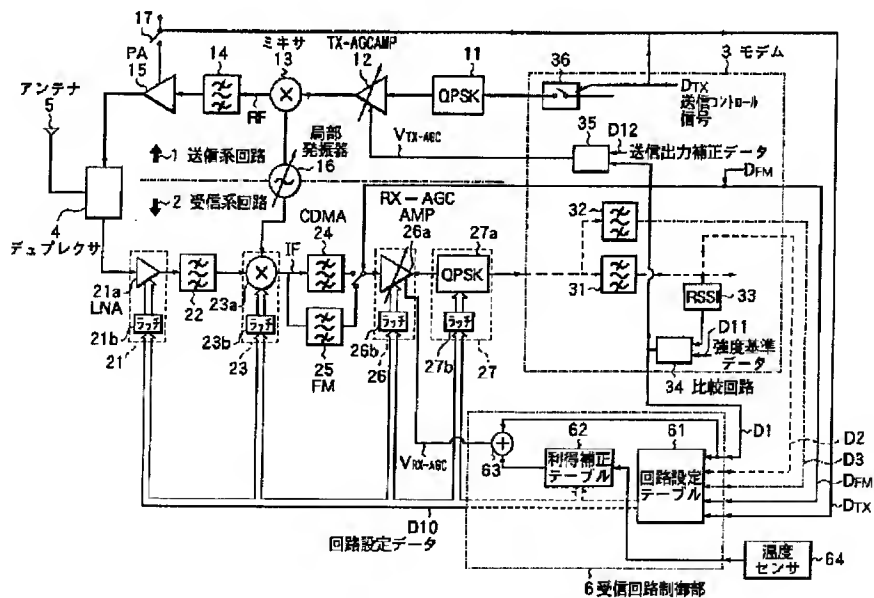 17
PA
15
14
ミキサ
13
TX-AGCAMP
12
11
QPSK
36
3 モデム
DTX
送信コントロール
信号
アンテナ
5
RF
VTX-AGC
35
D12
送信出力補正データ
局部
発振器
16
1 送信系回路
2 受信系回路
4
デュプレクサ
DFM
CDMA
24
RX-AGC
AMP
26a
27a
QPSK
32
31
RSSI
33
IF
21a
LNA
22
23a
21b
ラッチ
21
23b
ラッチ
23
25
FM
26b
ラッチ
26
27b
ラッチ
27
D11
強度基準
データ
34 比較回路
D1
D2
D3
DFM
DTX
VRX-AGC
63
62
利得補正
テーブル
61
回路設定
テーブル
D10
回路設定データ
温度
センサ
64
6 受信回路制御部